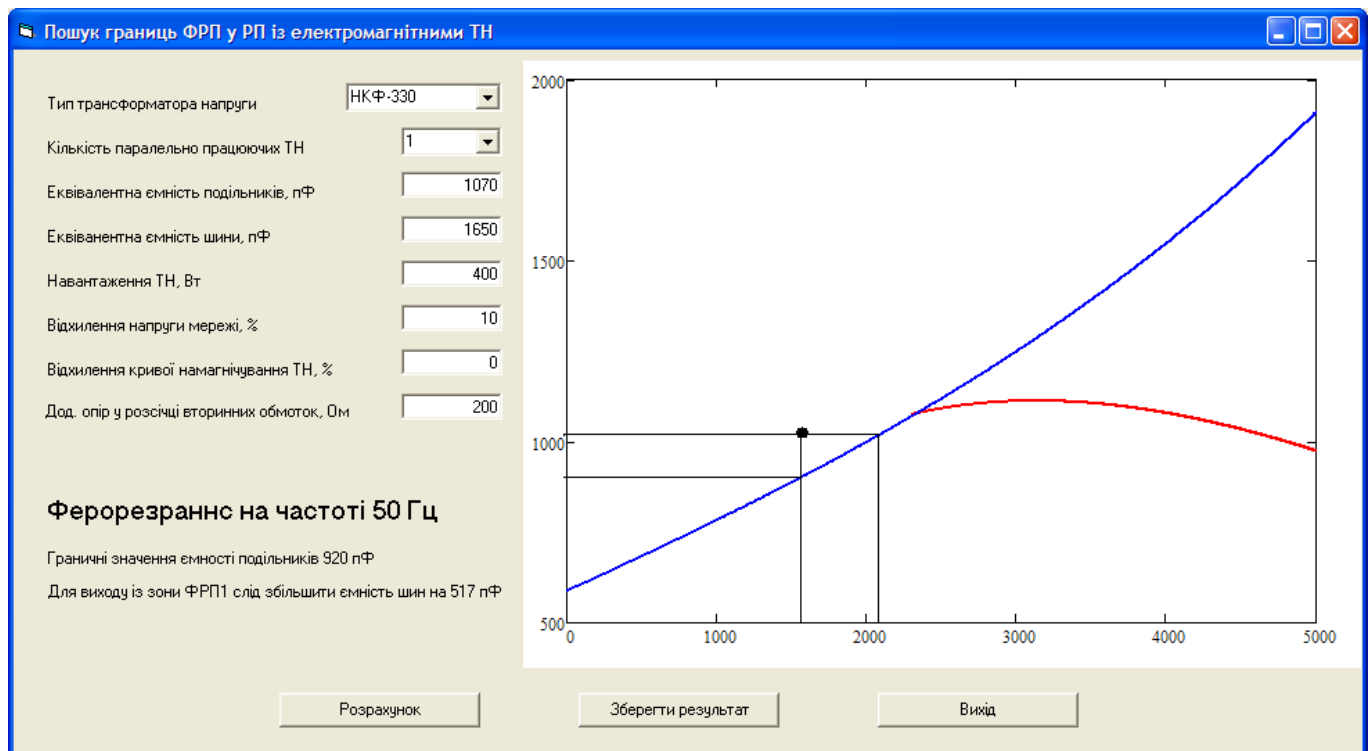 Пошук границь ФРП у РП із електромагнітними ТН
Тип трансформатора напруги
НКФ-330
Кількість паралельно працюючих ТН
1
Еквівалентна ємність подільників, пФ
1070
Еквіванентна ємність шини, пФ
1650
Навантаження ТН, Вт
400
Відхилення напруги мережі, %
10
Відхилення кривої намагнічування ТН, %
0
Дод. опір у розсічці вторинних обмоток, Ом
200
Ферорезраннс на частоті 50 Гц
Граничні значення ємності подільників 920 пФ
Для виходу із зони ФРП1 слід збільшити ємність шин на 517 пФ
2000
1500
1000
500
0
1000
2000
3000
4000
5000
Розрахунок
Зберегти результат
Вихід